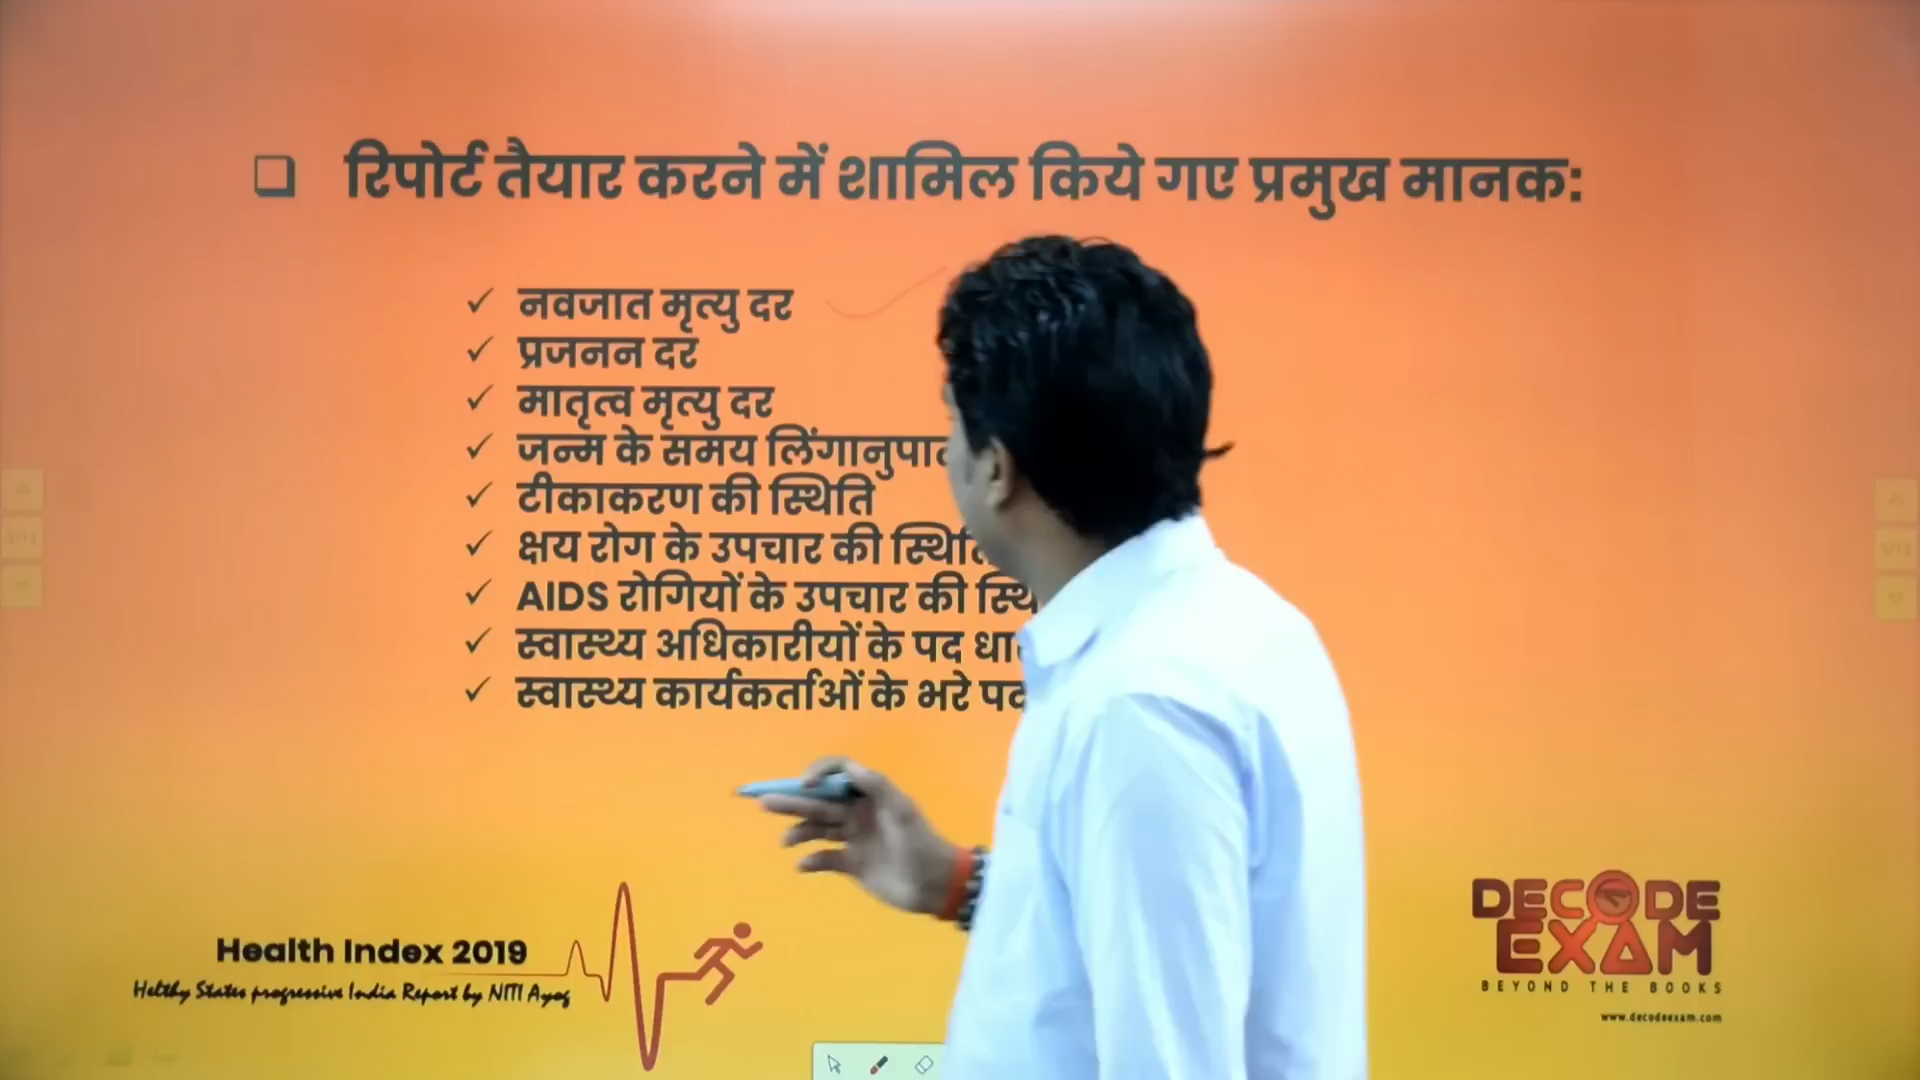 रिपोर्ट तैयार करने में शामिल किये गए प्रमुख मानक:
नवजात मृत्यु दर
प्रजनन दर
मातृत्व मृत्यु दर
जन्म के समय
टीकाकरण की स्थिति
क्षय रोग के उपचार की
AIDS रोगियों के उपचार की
स्वास्थ्य अधिकारीयों के पद
स्वास्थ्य कार्यकर्ताओं के भरे पद
Health Index 2019
Helthy States progressive India Report by NITI Ayog
DECODE
EXAM
BEYOND THE BOOKS
www.decodeexam.com